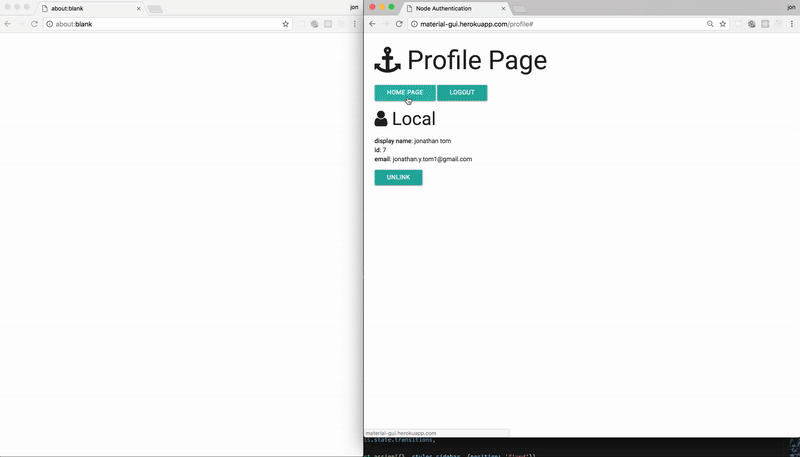 about:blank
jon
about:blank
Node Authentication
jon
material-gui.herokuapp.com/profile#
Profile Page
HOME PAGE
LOGOUT
Local
display name: jonathan tom
id: 7
email: jonathan.y.tom1@gmail.com
UNLINK
material-gui.herokuapp.com
is.state.transitions,